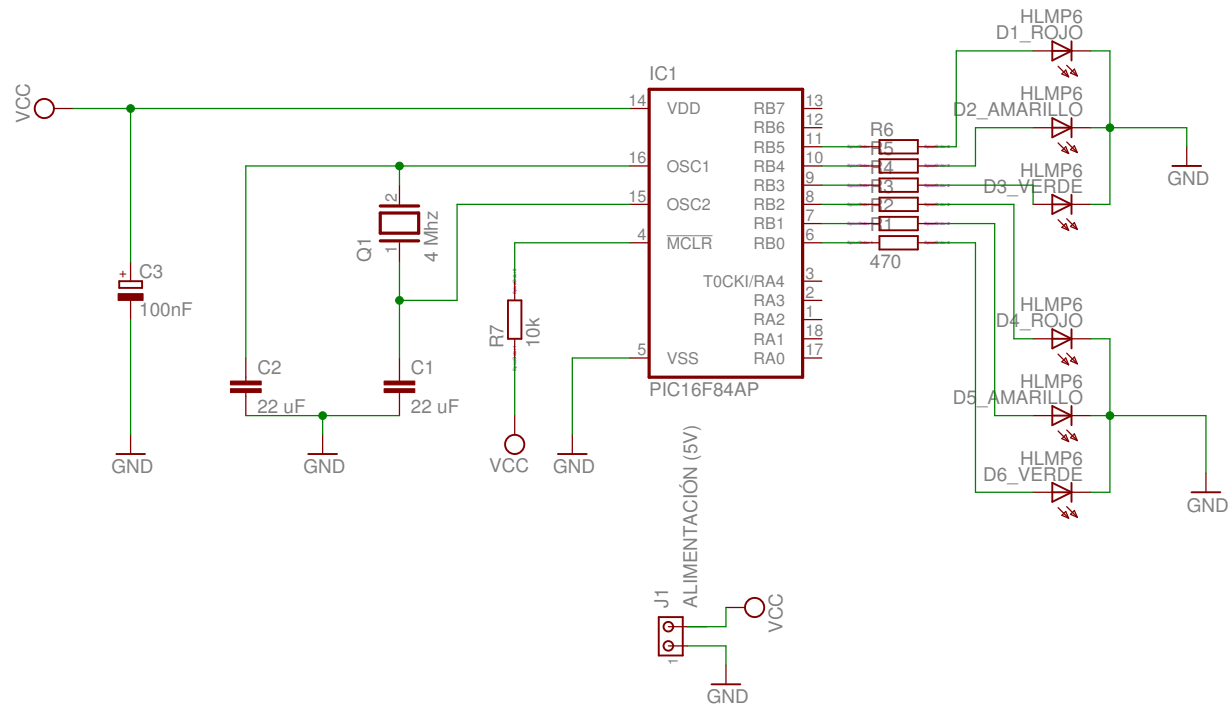 VCC
C3
+
100nF
GND
C2
22 uF
C1
22 uF
GND
Q1
2
1
4 Mhz
R7
10k
VCC
GND
IC1
14 VDD
16 OSC1
15 OSC2
4 MCLR
5 VSS
RB7 13
RB6 12
RB5 11
RB4 10
RB3 9
RB2 8
RB1 7
RB0 6
T0CKI/RA4 3
RA3 2
RA2 1
RA1 18
RA0 17
PIC16F84AP
R6
R5
R4
R3
R2
R1
470
HLMP6
D1_ROJO
HLMP6
D2_AMARILLO
HLMP6
D3_VERDE
GND
HLMP6
D4_ROJO
HLMP6
D5_AMARILLO
HLMP6
D6_VERDE
GND
ALIMENTACIÓN (5V)
J1
1
VCC
GND